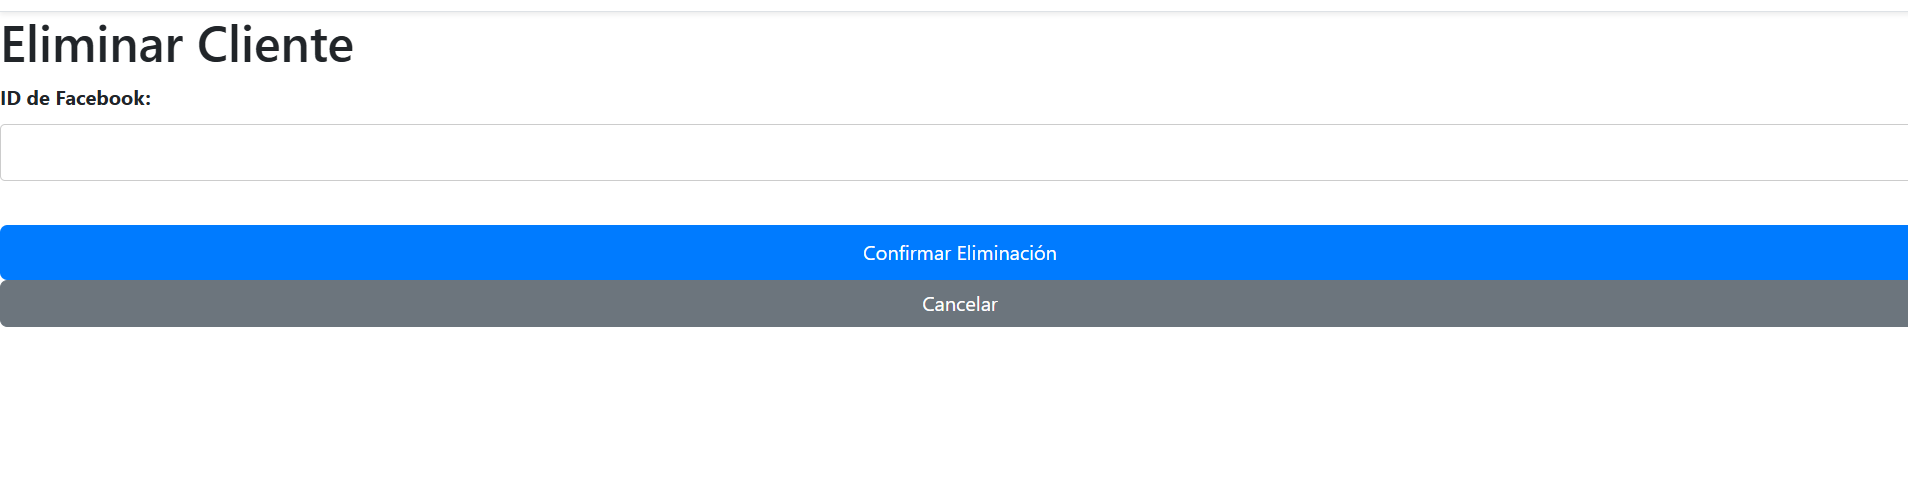 Eliminar Cliente
ID de Facebook:
Confirmar Eliminación
Cancelar